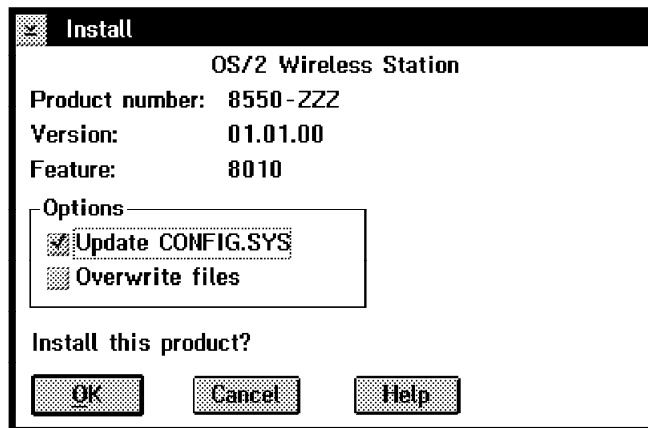 Install
OS/2 Wireless Station
Product number: 8550-ZZZ
Version: 01.01.00
Feature: 8010
Options
Update CONFIG.SYS
Overwrite files
Install this product?
OK Cancel Help